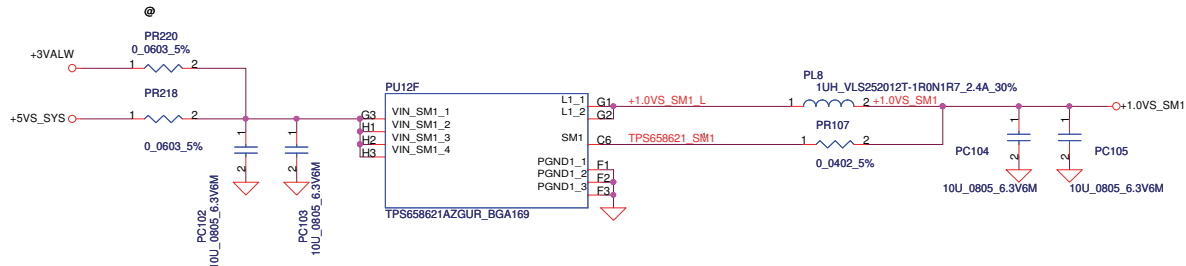 @
+3VALW
PR220
0_0603_5%
1
2
PR218
+5VS_SYS
1
2
0_0603_5%
1
2
PC102
10U_0805_6.3V6M
1
2
PC103
10U_0805_6.3V6M
PU12F
G3
VIN_SM1_1
H1
VIN_SM1_2
H2
VIN_SM1_3
H3
VIN_SM1_4
L1_1
G1
L1_2
G2
SM1
C6
PGND1_1
F1
PGND1_2
F2
PGND1_3
F3
TPS658621AZGUR_BGA169
+1.0VS_SM1_L
TPS658621_SM1
PL8
1UH_VLS252012T-1R0N1R7_2.4A_30%
1
2
+1.0VS_SM1
PR107
1
2
0_0402_5%
1
2
PC104
10U_0805_6.3V6M
1
2
PC105
10U_0805_6.3V6M
+1.0VS_SM1